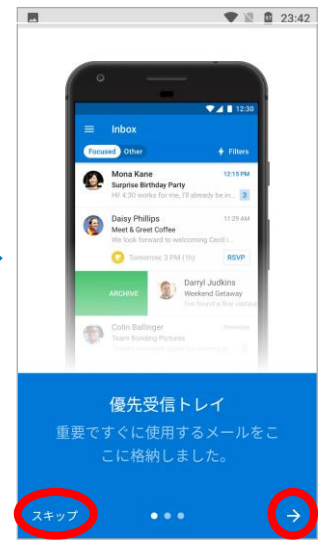 23:42
12:30
Inbox
Focused Other Filters
Mona Kane 12:15 PM
Surprise Birthday Party
Hi! 4:30 works for me, I'll already be in... 3
Daisy Phillips 11:29 AM
Meet & Greet Coffee
We look forward to welcoming Cecil i...
Tomorrow, 3 PM (1h) RSVP
ARCHIVE
Darryl Judkins
Weekend Getaway
I've found a few
Colin Ballinger
Team Bonding Pictures
優先受信トレイ
重要ですぐに使用するメールをこ
こに格納しました。
スキップ